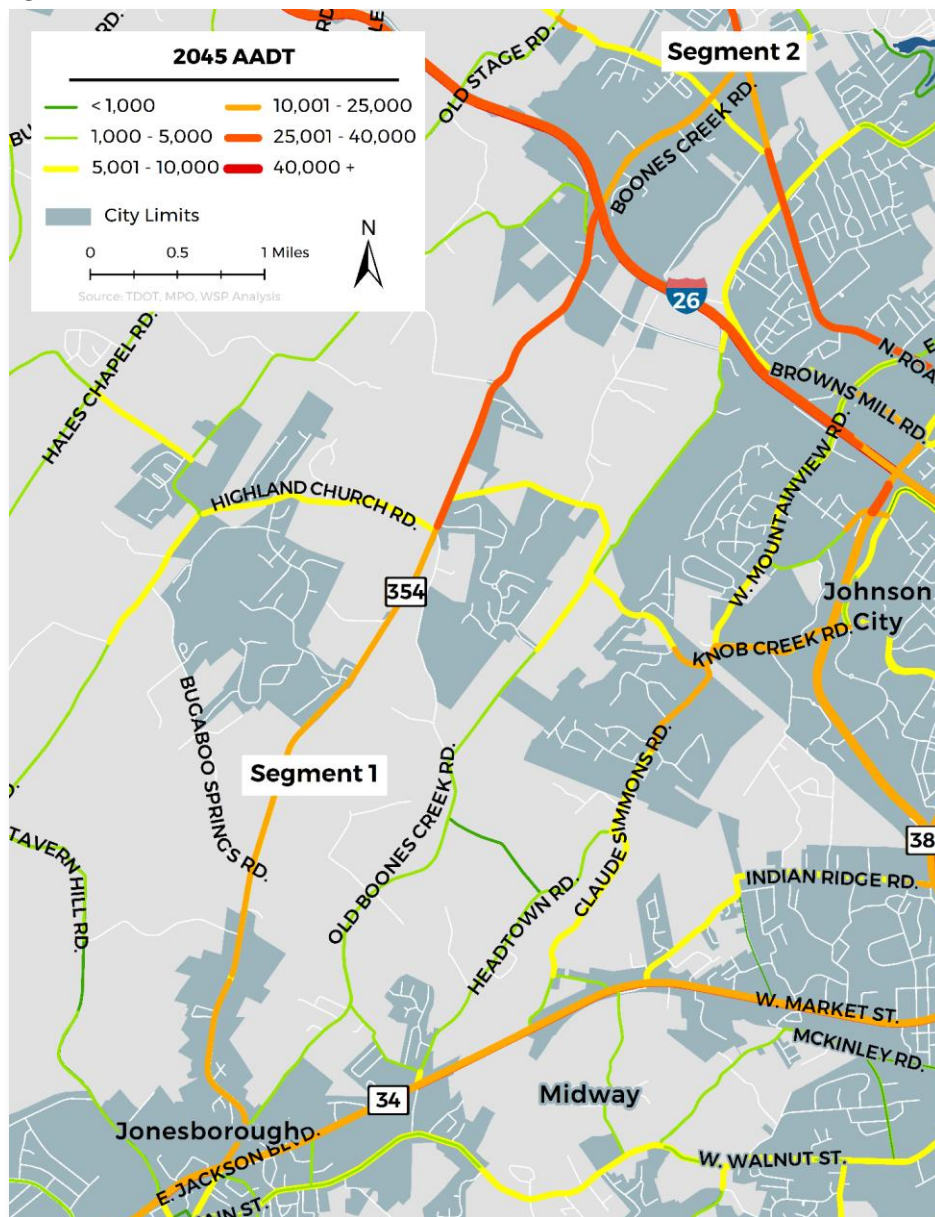 2045 AADT
< 1,000
10,001 - 25,000
1,000 - 5,000
25,001 - 40,000
5,001 - 10,000
40,000 +
City Limits
0 0.5 1 Miles
N
Source: TDOT, MPO, WSP Analysis
OLD STAGE RD.
Segment 2
BOONES CREEK RD.
26
HALES CHAPEL RD.
BROWNS MILL RD.
N. ROA
W. MOUNTAINVIEW RD.
HIGHLAND CHURCH RD.
354
Johnson
City
KNOB CREEK RD.
BUGABOO SPRINGS RD.
Segment 1
OLD BOONES CREEK RD.
CLAUDE SIMMONS RD.
TAVERN HILL RD.
38
INDIAN RIDGE RD.
HEADTOWN RD.
W. MARKET ST.
MCKINLEY RD.
34
Midway
Jonesborough
E. JACKSON BLVD.
W. WALNUT ST.
AIN ST.